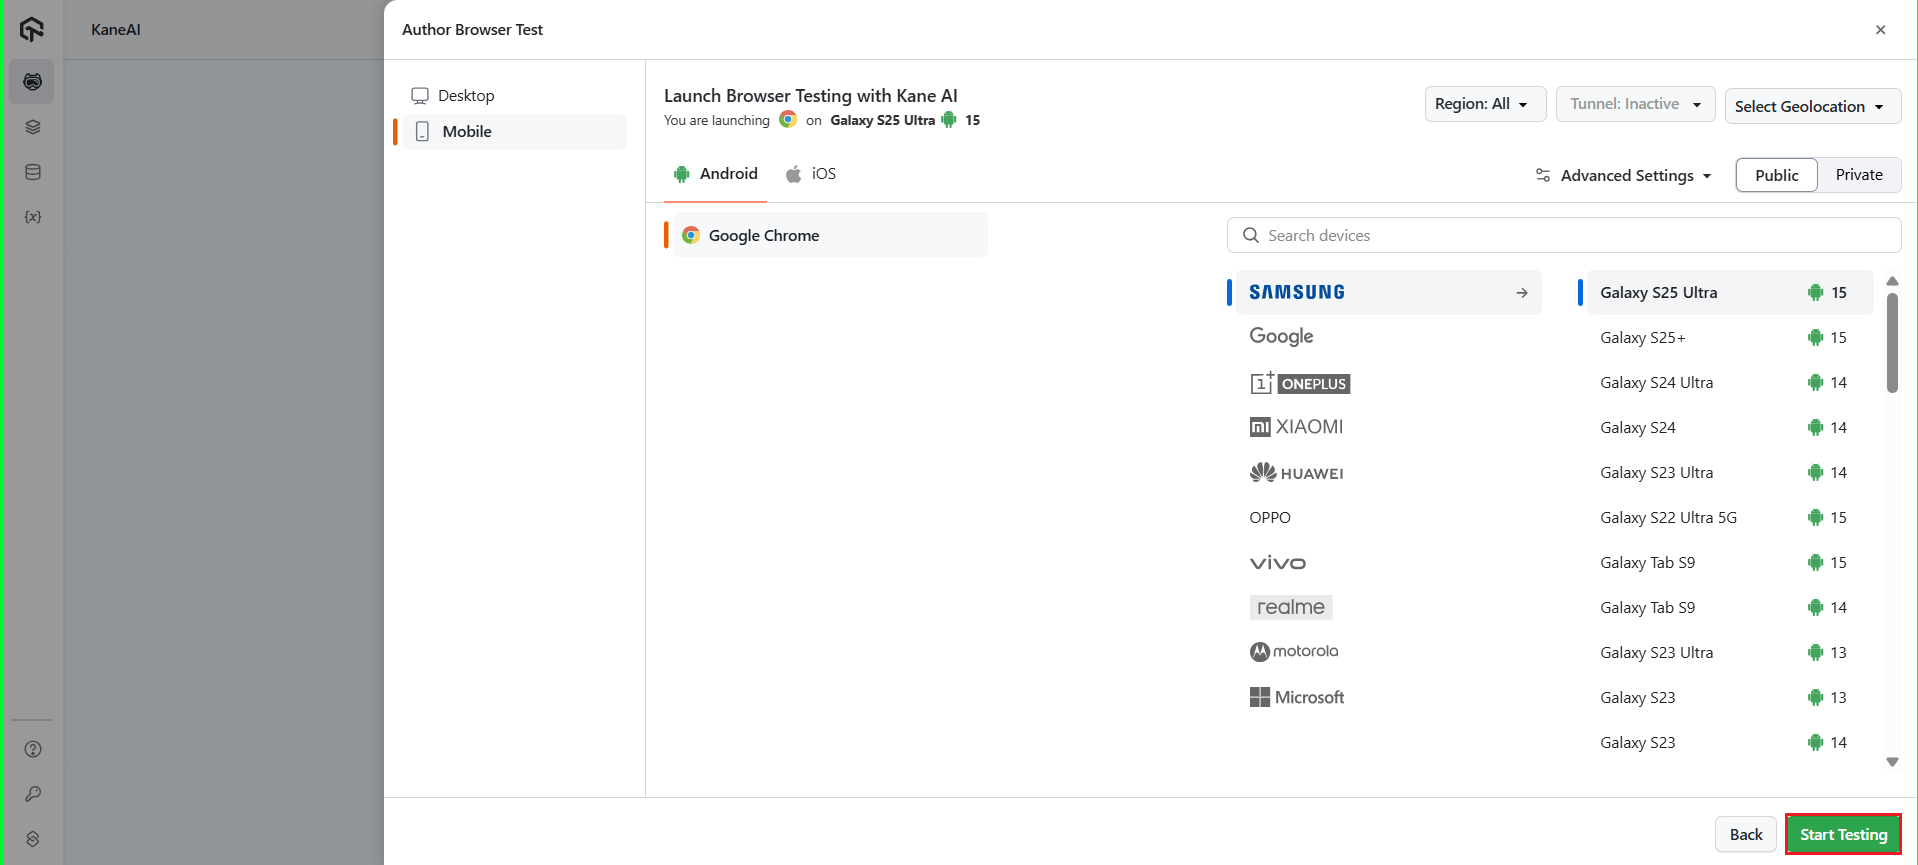 KaneAI
Author Browser Test
Desktop
Mobile
Launch Browser Testing with Kane AI
You are launching on Galaxy S25 Ultra 15
Region: All
Tunnel: Inactive
Select Geolocation
Android
iOS
Advanced Settings
Public
Private
Google Chrome
Search devices
SAMSUNG
Google
1+ ONEPLUS
mi XIAOMI
HUAWEI
OPPO
vivo
realme
motorola
Microsoft
Galaxy S25 Ultra 15
Galaxy S25+ 15
Galaxy S24 Ultra 14
Galaxy S24 14
Galaxy S23 Ultra 14
Galaxy S22 Ultra 5G 15
Galaxy Tab S9 15
Galaxy Tab S9 14
Galaxy S23 Ultra 13
Galaxy S23 13
Galaxy S23 14
Back
Start Testing